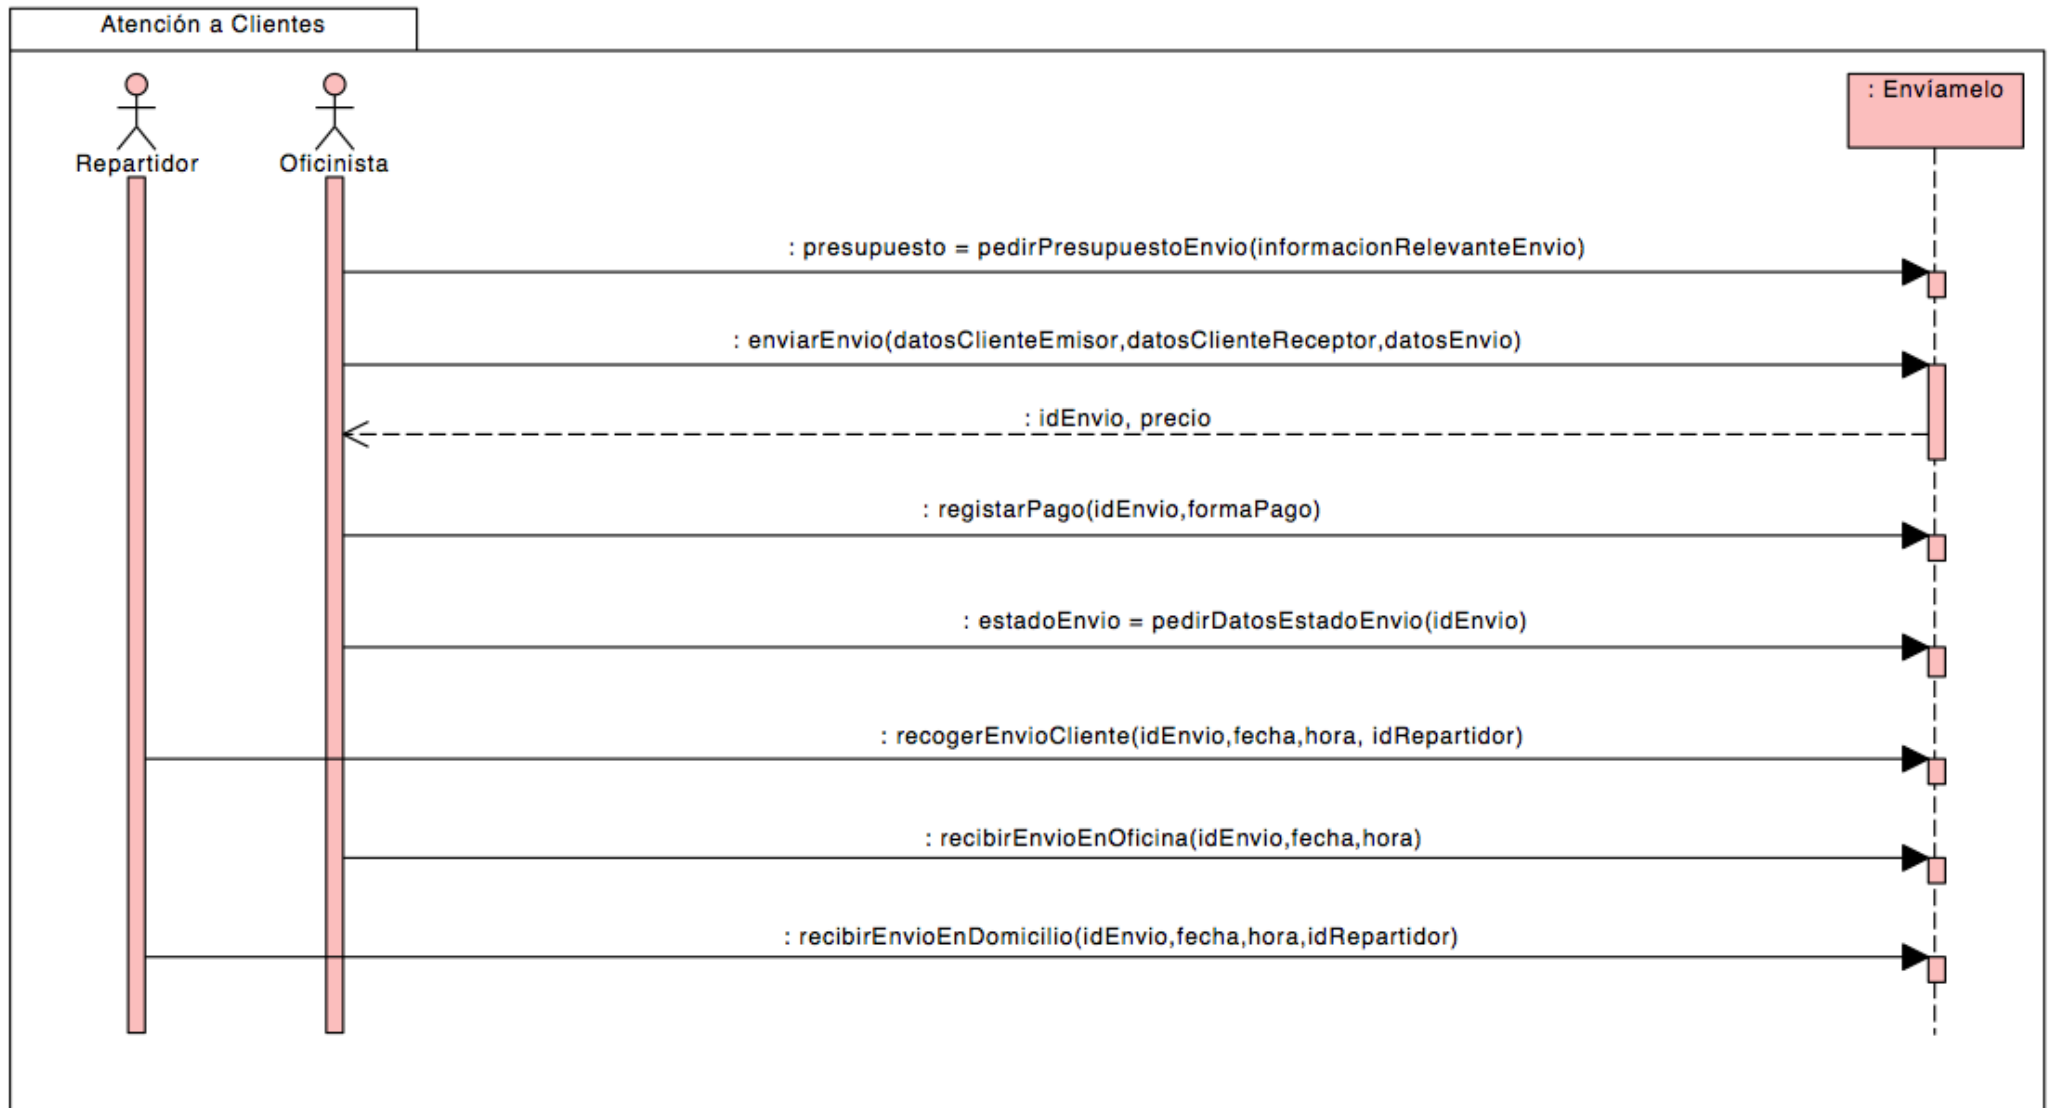 Atención a Clientes
: Envíamelo
Repartidor
Oficinista
: presupuesto = pedirPresupuestoEnvio(informacionRelevanteEnvio)
: enviarEnvio(datosClienteEmisor,datosClienteReceptor,datosEnvio)
: idEnvio, precio
: registarPago(idEnvio,formaPago)
: estadoEnvio = pedirDatosEstadoEnvio(idEnvio)
: recogerEnvioCliente(idEnvio,fecha,hora, idRepartidor)
: recibirEnvioEnOficina(idEnvio,fecha,hora)
: recibirEnvioEnDomicilio(idEnvio,fecha,hora,idRepartidor)